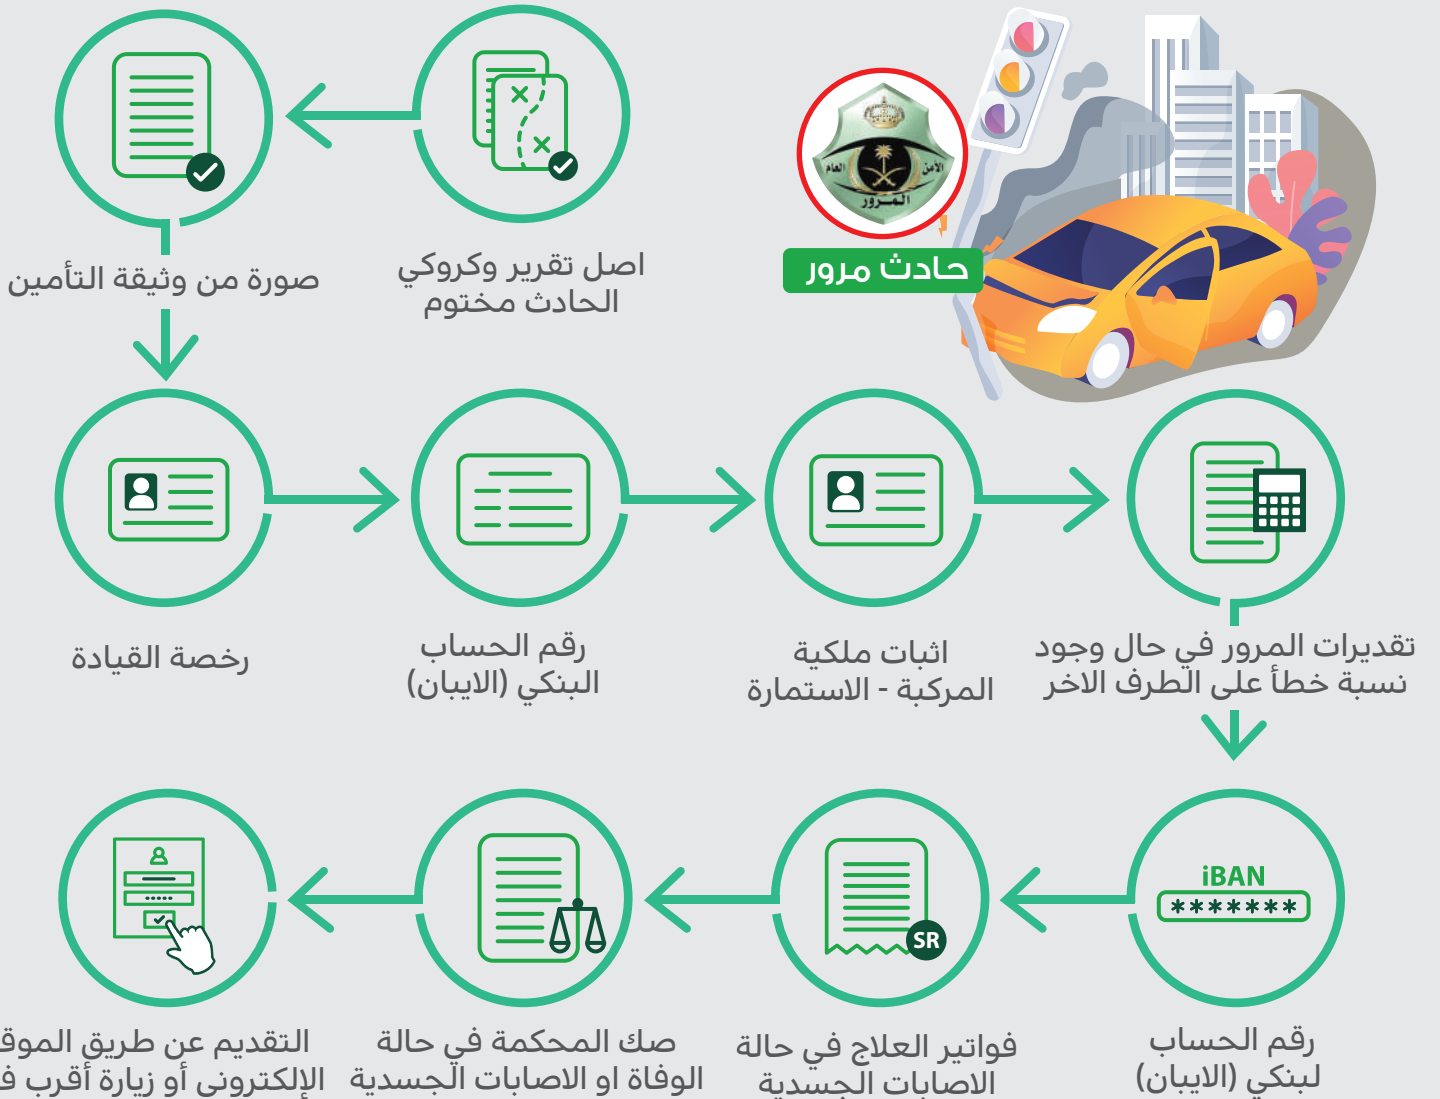 الأمن
العام
المرور
حادث مرور
اصل تقرير وكروكي
الحادث مختوم
صورة من وثيقة التأمين
رخصة القيادة
رقم الحساب
البنكي (الايبان)
اثبات ملكية
المركبة - الاستمارة
تقديرات المرور في حال وجود
نسبة خطأ على الطرف الاخر
iBAN
*******
رقم الحساب
لبنكي (الايبان)
SR
فواتير العلاج في حالة
الاصابات الجسدية
صك المحكمة في حالة
الوفاة او الاصابات الجسدية
التقديم عن طريق الموق
الإلكتروني أو زيارة أقرب ف